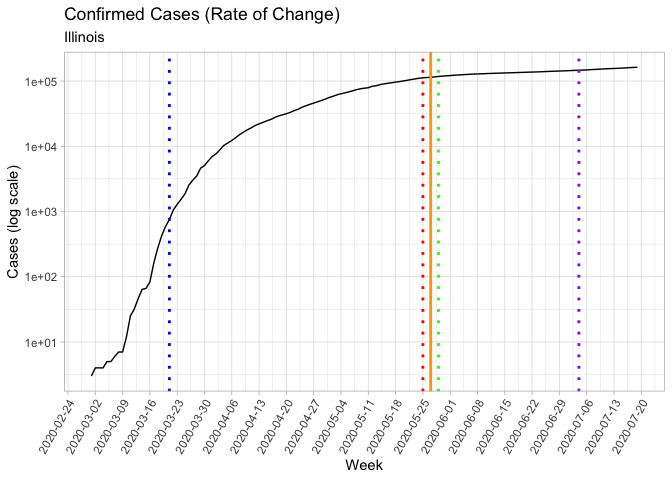 Confirmed Cases (Rate of Change)
Illinois
Cases (log scale)
1e+05
1e+04
1e+03
1e+02
1e+01
2020-02-24
2020-03-02
2020-03-09
2020-03-16
2020-03-23
2020-03-30
2020-04-06
2020-04-13
2020-04-20
2020-04-27
2020-05-04
2020-05-11
2020-05-18
2020-05-25
2020-06-01
2020-06-08
2020-06-15
2020-06-22
2020-06-29
2020-07-06
2020-07-13
2020-07-20
Week